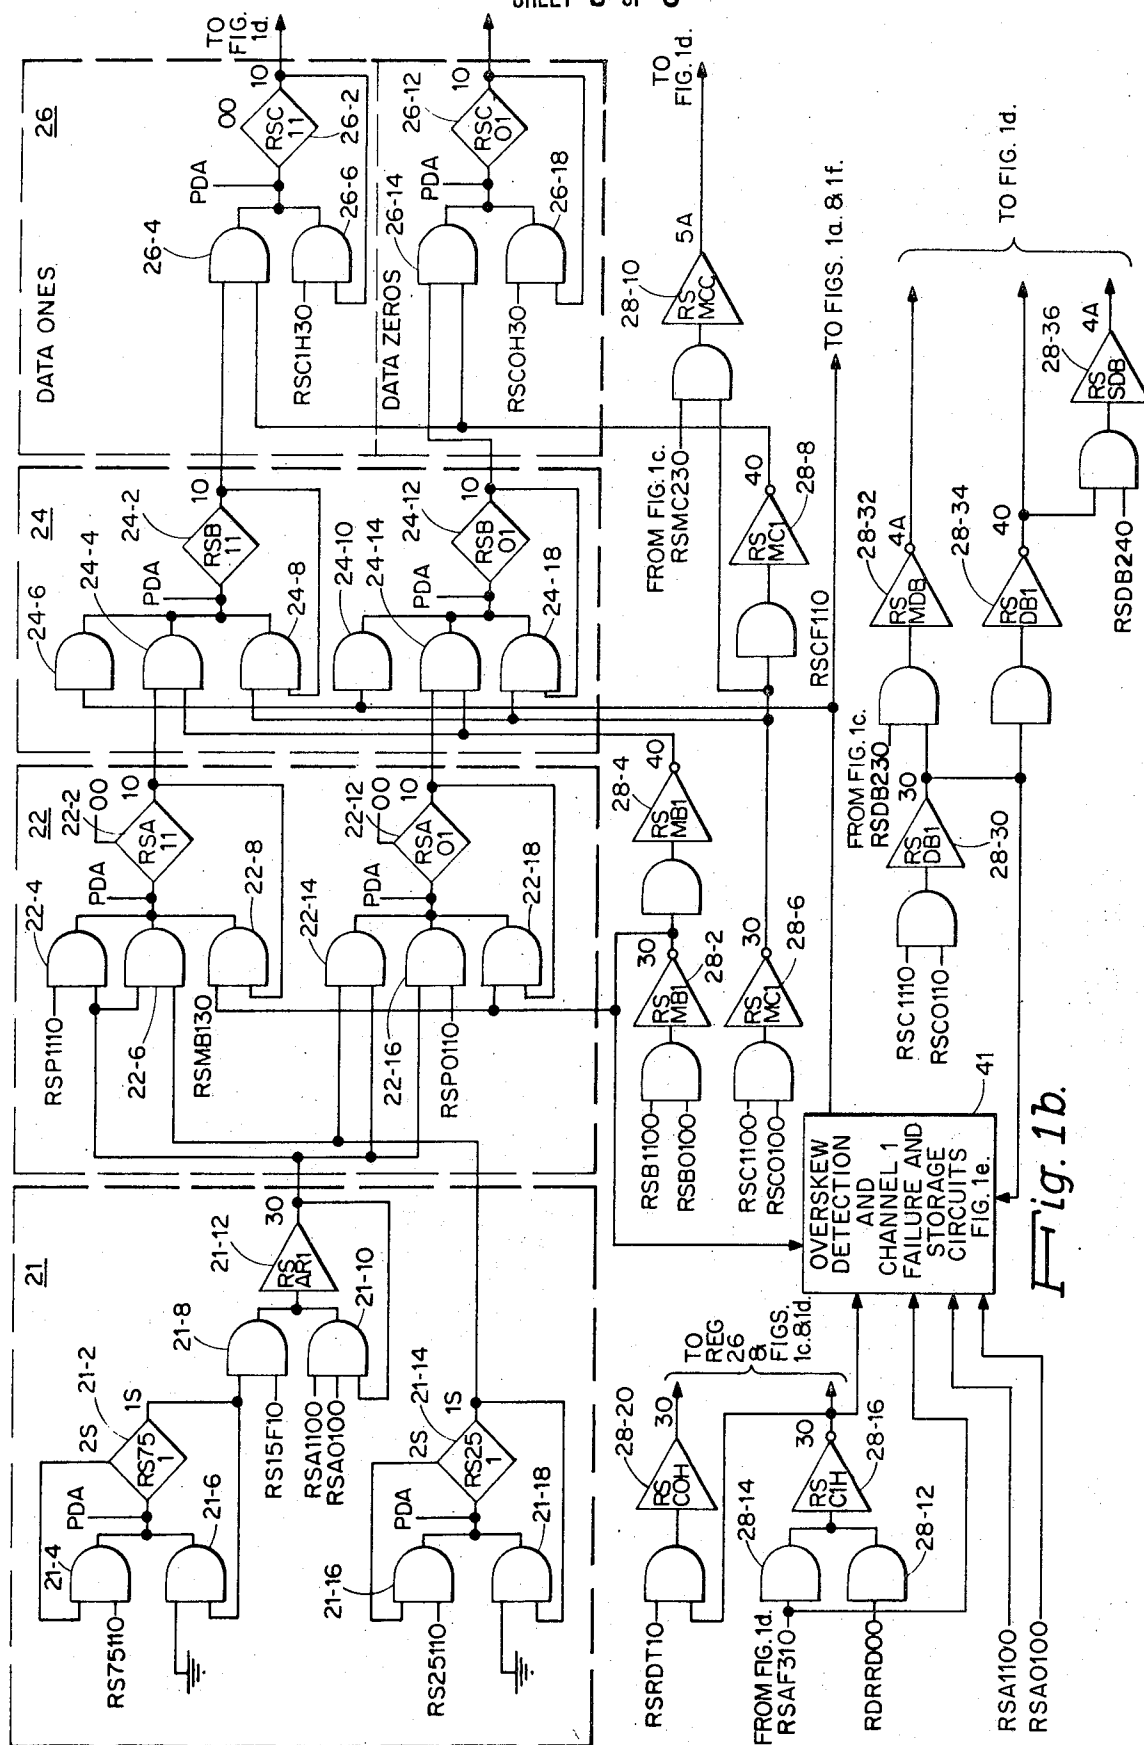 SHEET
21
21-2
2S
1S
RS75
1
21-4
PDA
21-6
RS75110
21-8
21-12
RS
AR1
30
21-10
RS15F10
RSA1100
RSA0100
21-14
2S
1S
RS25
1
21-16
PDA
21-18
RS25110
22
22-2
00
10
RSA
11
22-4
PDA
22-8
RSP1110
22-6
RSMB130
22-12
00
10
RSA
01
22-14
PDA
22-18
22-16
RSP0110
24
24-2
10
RSB
11
24-4
24-6
PDA
24-8
24-10
24-12
10
RSB
01
24-14
PDA
24-18
26
DATA ONES
TO
FIG.
1d.
00
10
RSC
11
26-2
PDA
26-4
26-6
RSC1H30
DATA ZEROS
26-12
10
RSC
01
26-14
PDA
26-18
RSC0H30
28-4
RS
MB1
40
28-2
RS
MB1
30
RSB1100
RSB0100
28-6
RS
MC1
30
RSC1100
RSC0100
28-8
RS
MC1
40
28-10
RS
MCC
5A
TO
FIG. 1d.
FROM FIG. 1c.
RSMC230
RSCF110
TO FIGS. 1a. & 1f.
28-20
RS
C0H
30
RSRDT10
TO
REG
26
&
FIGS.
1c.&1d.
28-14
30
28-16
RS
C1H
28-12
FROM FIG. 1d.
RSAF310
RDRRD00
RSA1100
RSA0100
OVERSKEW
DETECTION
AND
CHANNEL 1
FAILURE AND
STORAGE
CIRCUITS
FIG. 1e.
41
RSC1110
RSC0110
RS
DB1
30
28-30
FROM FIG. 1c.
RSDB230
28-32
RS
MDB
4A
28-34
RS
DB1
40
28-36
RS
SDB
4A
RSDB240
TO FIG. 1d.
Fig. 1b.